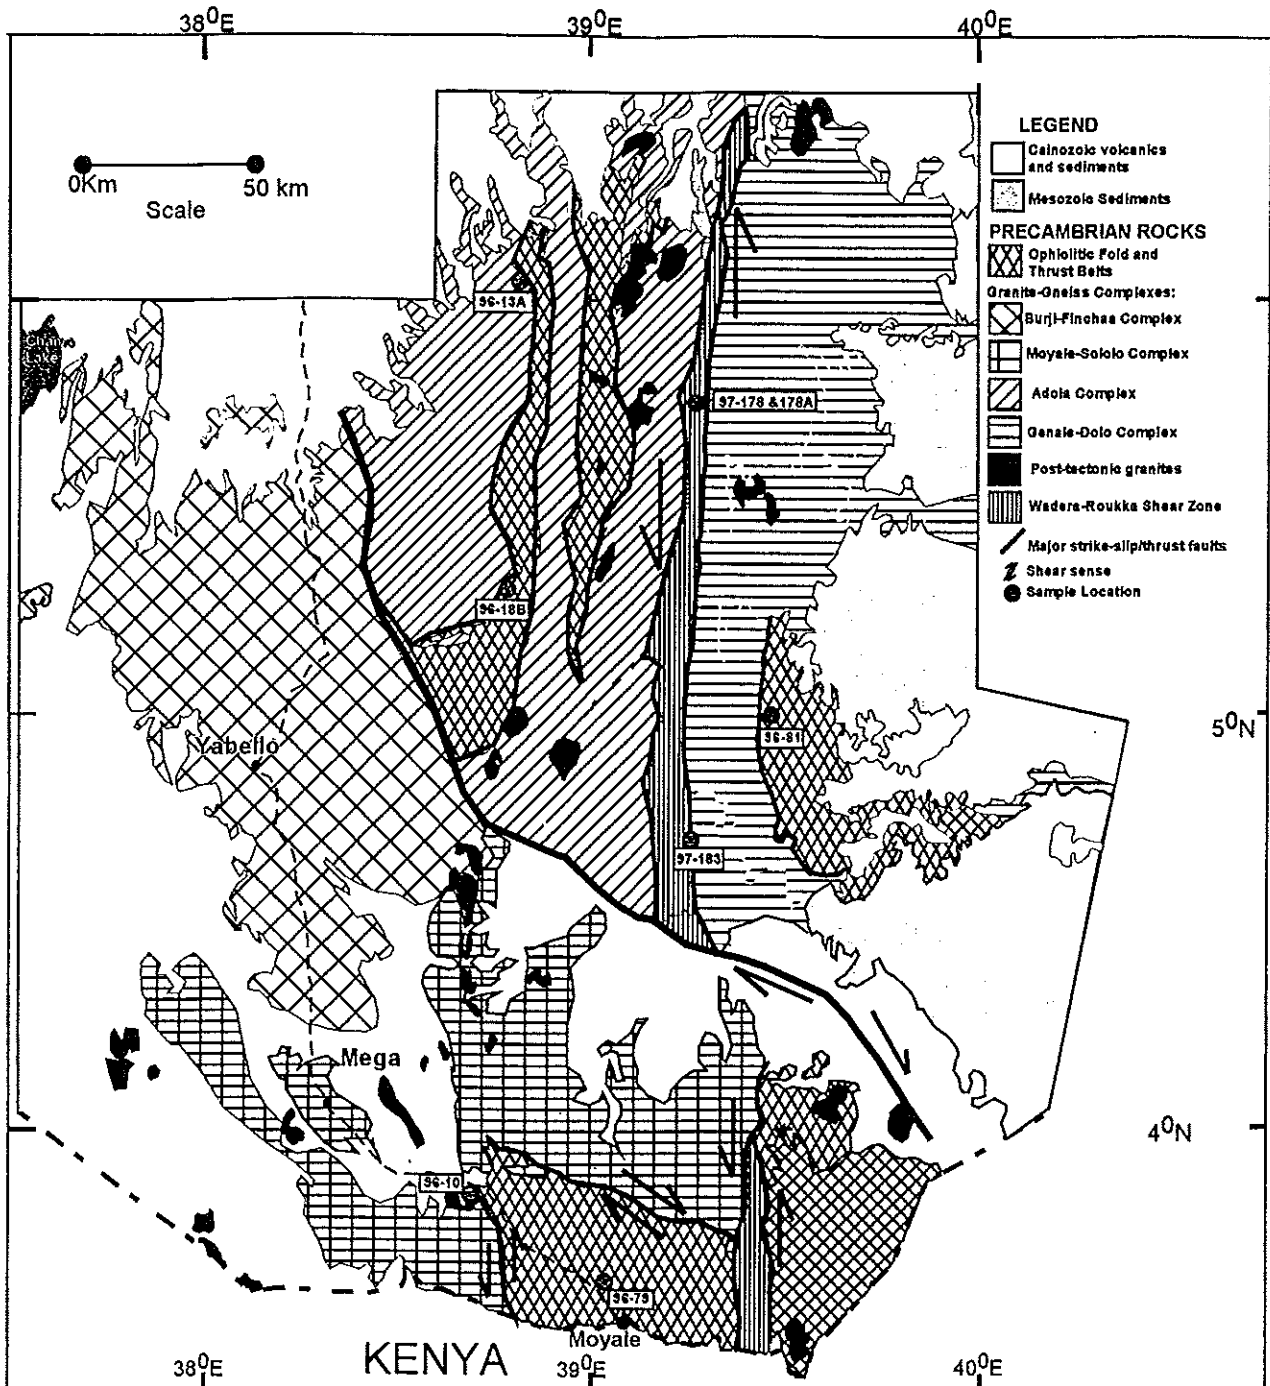 38⁰E
39⁰E
40⁰E
0Km
50 km
Scale
LEGEND
Cainozoic volcanics
and sediments
Mesozoic Sediments
PRECAMBRIAN ROCKS
Ophiolitic Fold and
Thrust Belts
Granite-Gneiss Complexes:
Burji-Finchaa Complex
Moyale-Sololo Complex
Adola Complex
Genale-Dolo Complex
Post-tectonic granites
Wadera-Roukka Shear Zone
Major strike-slip/thrust faults
Shear sense
Sample Location
96-13A
Lake
97-178 &178A
96-18B
Yabello
96-81
5⁰N
97-183
Mega
4⁰N
96-10
96-79
Moyale
KENYA
38⁰E
39⁰E
40⁰E